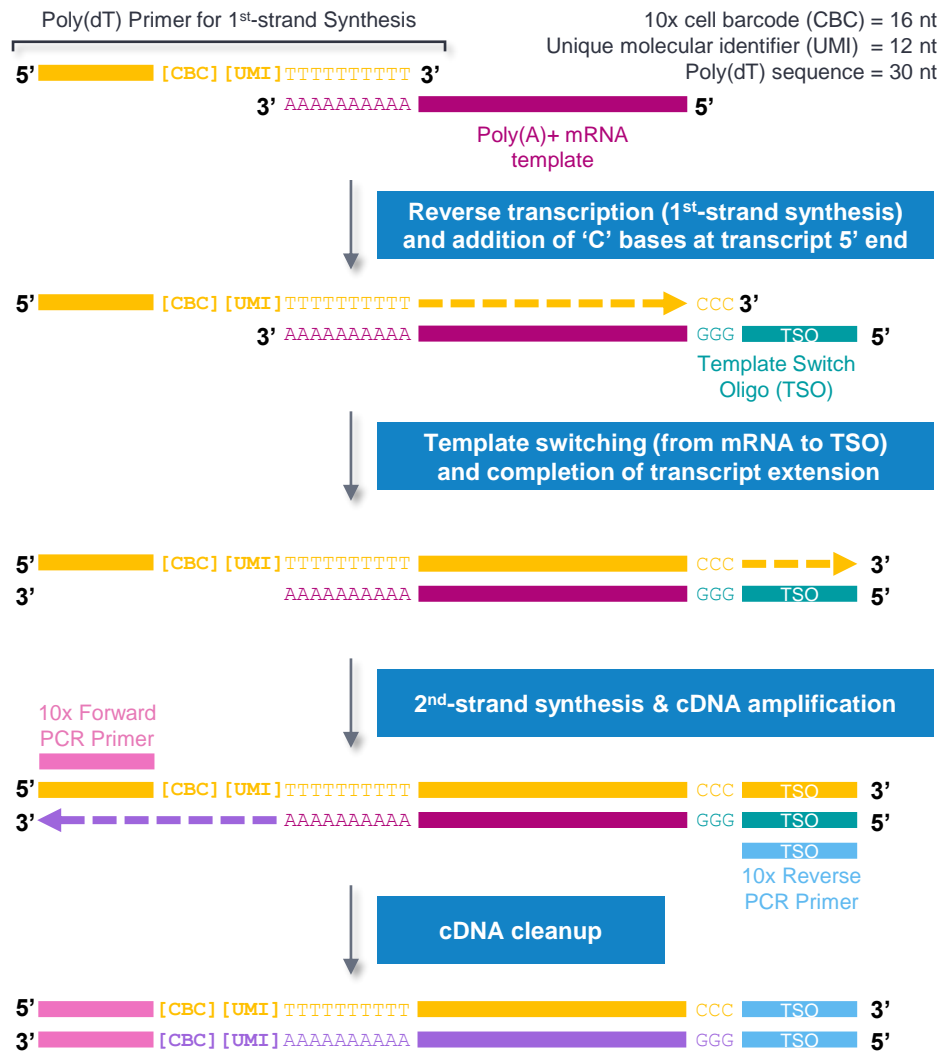 Poly(dT) Primer for 1st-strand Synthesis
10x cell barcode (CBC) = 16 nt
Unique molecular identifier (UMI) = 12 nt
Poly(dT) sequence = 30 nt
5’ [CBC][UMI]TTTTTTTTTT 3’
3’ AAAAAAAAAA 5’
Poly(A)+ mRNA
template
Reverse transcription (1st-strand synthesis)
and addition of ‘C’ bases at transcript 5’ end
5’ [CBC][UMI]TTTTTTTTTT CCC 3’
3’ AAAAAAAAAA GGG TSO 5’
Template Switch
Oligo (TSO)
Template switching (from mRNA to TSO)
and completion of transcript extension
5’ [CBC][UMI]TTTTTTTTTT CCC 3’
3’ AAAAAAAAAA GGG TSO 5’
2nd-strand synthesis & cDNA amplification
10x Forward
PCR Primer
5’ [CBC][UMI]TTTTTTTTTT CCC TSO 3’
3’ AAAAAAAAAA GGG TSO 5’
TSO
10x Reverse
PCR Primer
cDNA cleanup
5’ [CBC][UMI]TTTTTTTTTT CCC TSO 3’
3’ [CBC][UMI]AAAAAAAAAA GGG TSO 5’